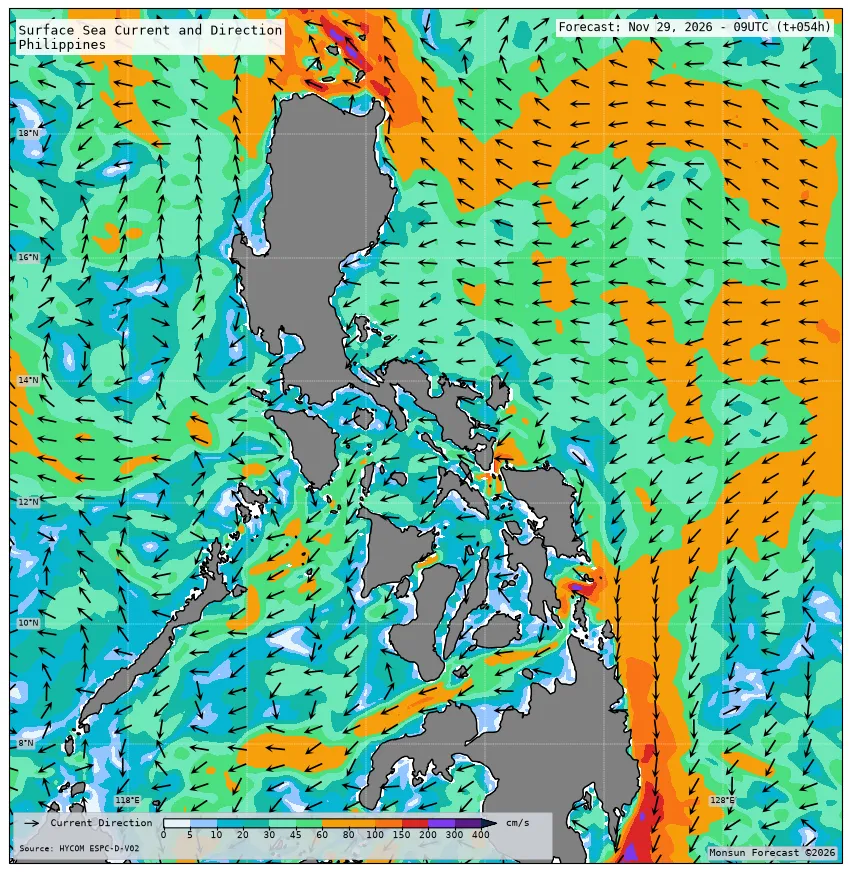 Surface Sea Current and Direction
Philippines
Forecast: Nov 29, 2026 - 09UTC (t+054h)
18°N
16°N
14°N
12°N
10°N
8°N
118°E
128°E
Current Direction
0 5 10 20 30 45 60 80 100 150 200 300 400
cm/s
Source: HYCOM ESPC-D-V02
Monsun Forecast ©2026